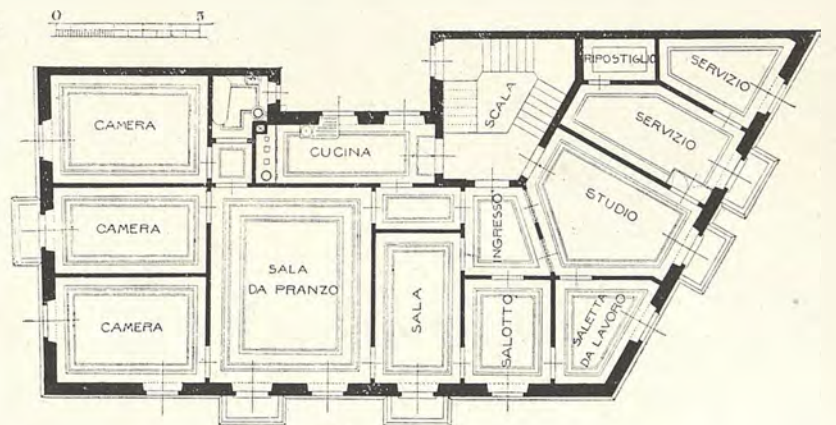 0 5
CAMERA
CAMERA
CAMERA
CUCINA
SALA
DA PRANZO
SALA
INGRESSO
SALOTTO
SALETTA
DA LAVORO
STUDIO
SCALA
RIPOSTIGLIO
SERVIZIO
SERVIZIO